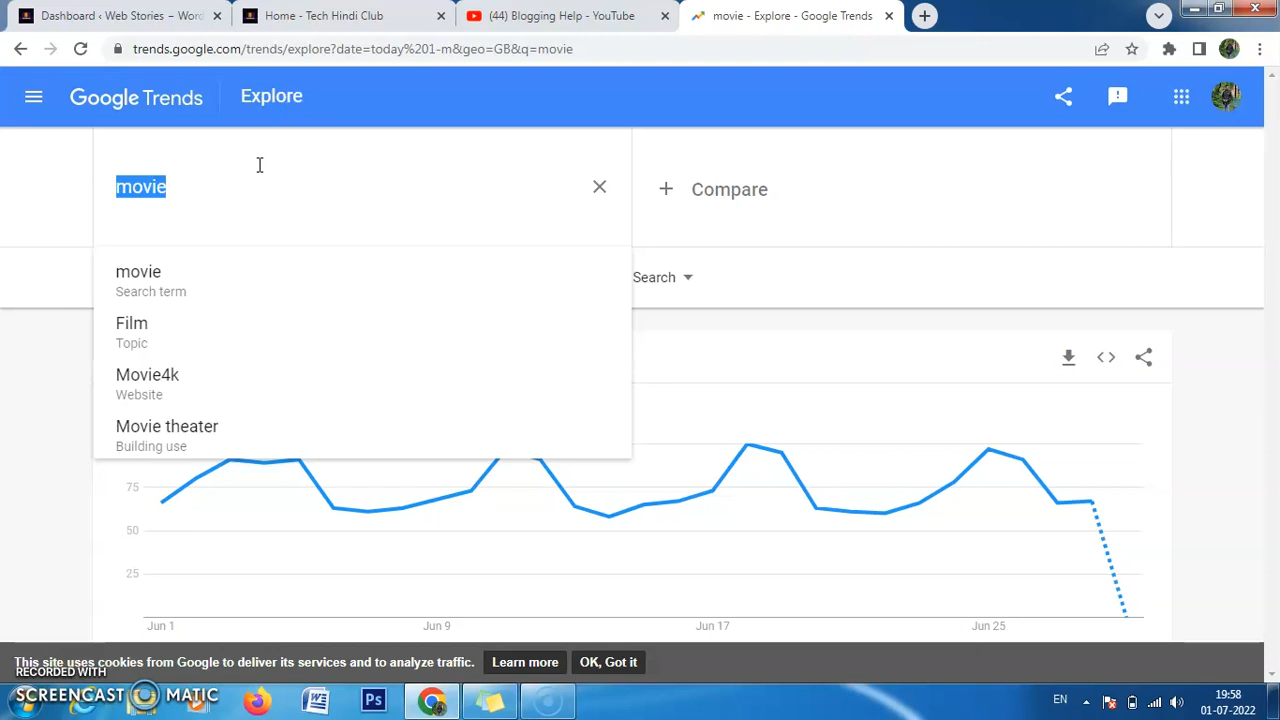 Dashboard ‹ Web Stories – Word
Home - Tech Hindi Club
(44) Blogging Help - YouTube
movie - Explore - Google Trends
trends.google.com/trends/explore?date=today%201-m&geo=GB&q=movie
Google Trends
Explore
movie
Compare
movie
Search term
Search
Film
Topic
Movie4k
Website
Movie theater
Building use
75
50
25
Jun 1
Jun 9
Jun 17
Jun 25
This site uses cookies from Google to deliver its services and to analyze traffic.
Learn more
OK, Got it
RECORDED WITH
SCREENCAST MATIC
EN
19:58
01-07-2022